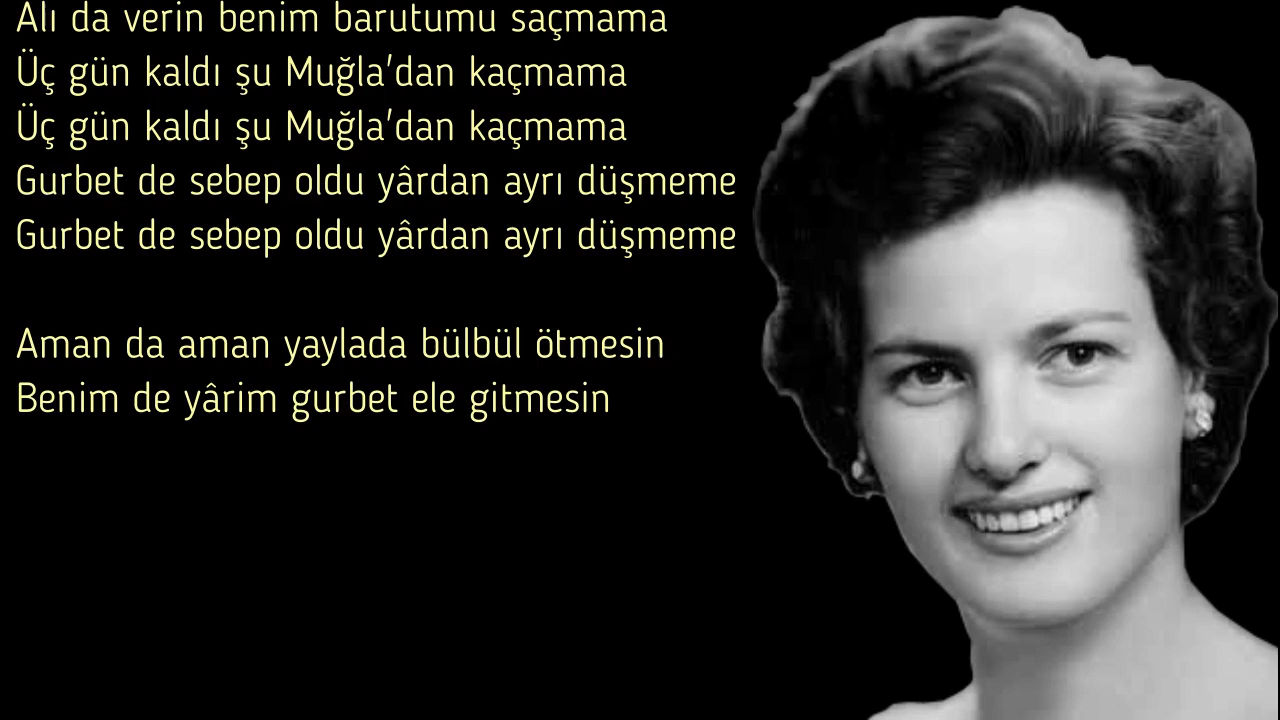 Alı da verin benim barutumu saçmama
Üç gün kaldı şu Muğla'dan kaçmama
Üç gün kaldı şu Muğla'dan kaçmama
Gurbet de sebep oldu yârdan ayrı düşmeme
Gurbet de sebep oldu yârdan ayrı düşmeme
Aman da aman yaylada bülbül ötmesin
Benim de yârim gurbet ele gitmesin